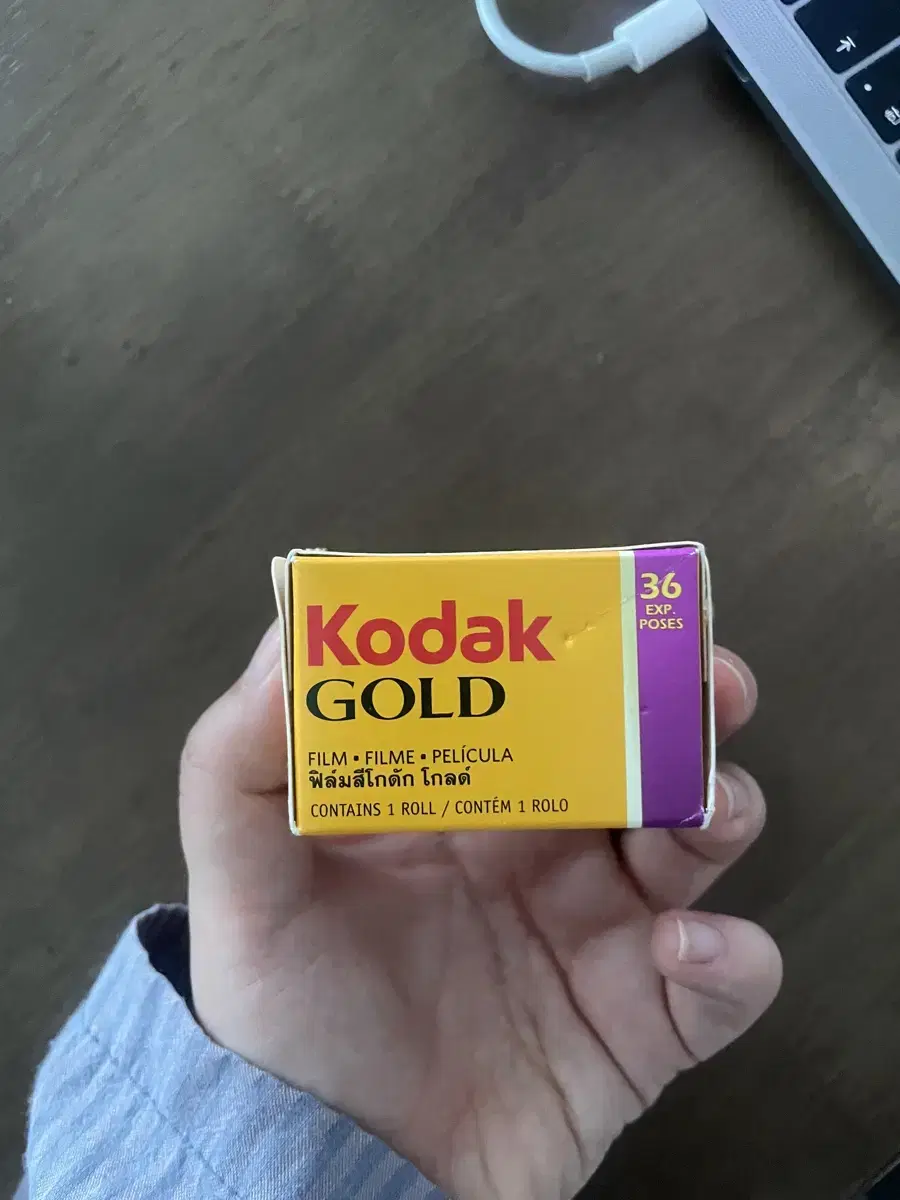 Kodak
GOLD
FILM ▪ FILME ▪ PELÍCULA
ฟิล์มสีโกดัก โกลด์
CONTAINS 1 ROLL / CONTÉM 1 ROLO
36
EXP.
POSES